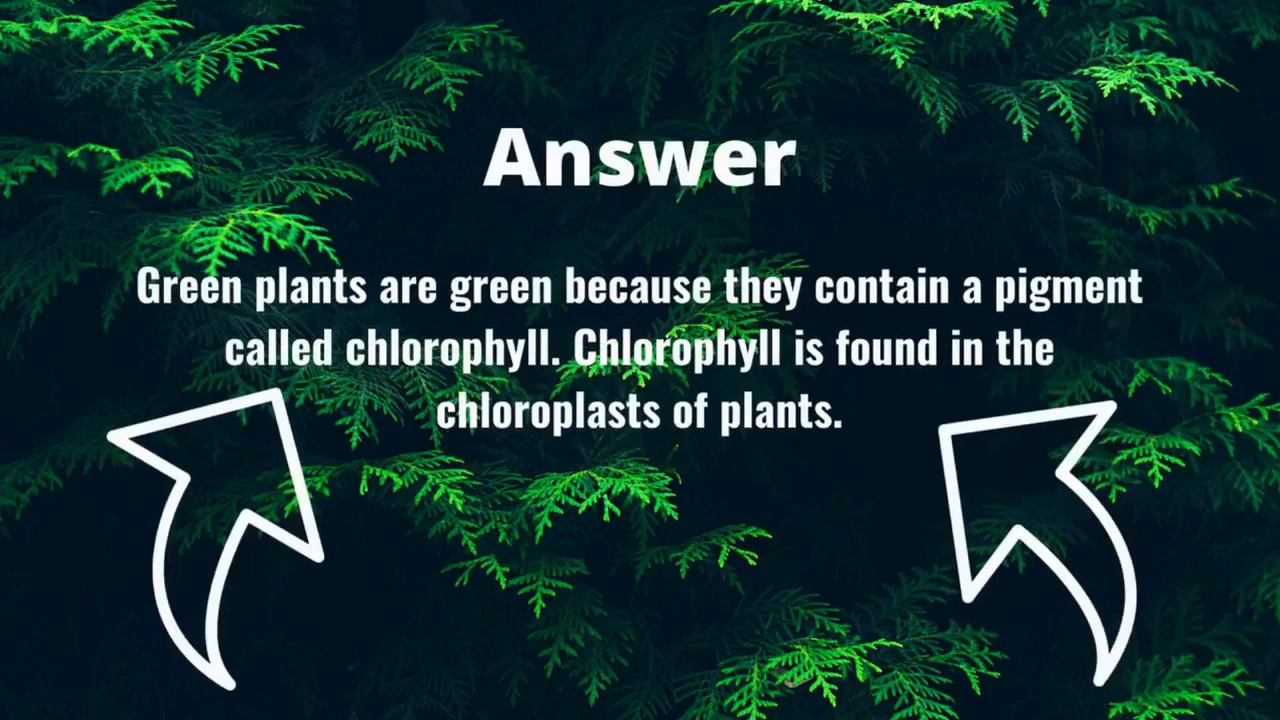 Answer
Green plants are green because they contain a pigment
called chlorophyll. Chlorophyll is found in the
chloroplasts of plants.